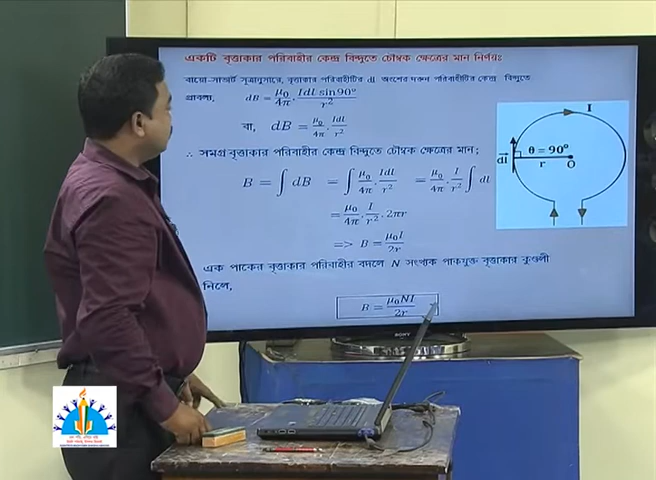 একটি বৃত্তাকার পরিবাহীর কেন্দ্র বিন্দুতে চৌম্বক ক্ষেত্রের মান নির্ণয়ঃ
বায়ো-সাভার্ট সূত্রানুসারে, বৃত্তাকার পরিবাহীটির dl অংশের দরুন পরিবাহীটির কেন্দ্র বিন্দুতে
প্রাবল্য, dB = μ₀/4π · Idl sin 90°/r²
বা, dB = μ₀/4π · Idl/r²
∴ সমগ্র বৃত্তাকার পরিবাহীর কেন্দ্র বিন্দুতে চৌম্বক ক্ষেত্রের মান;
B = ∫ dB = ∫ μ₀/4π · Idl/r² = μ₀/4π · I/r² ∫ dl
= μ₀/4π · I/r² · 2πr
=> B = μ₀I/2r
এক পাকের বৃত্তাকার পরিবাহীর বদলে N সংখ্যক পাকযুক্ত বৃত্তাকার কুণ্ডলী
নিলে,
B = μ₀NI/2r
I
θ = 90°
dl
r
O
SONY